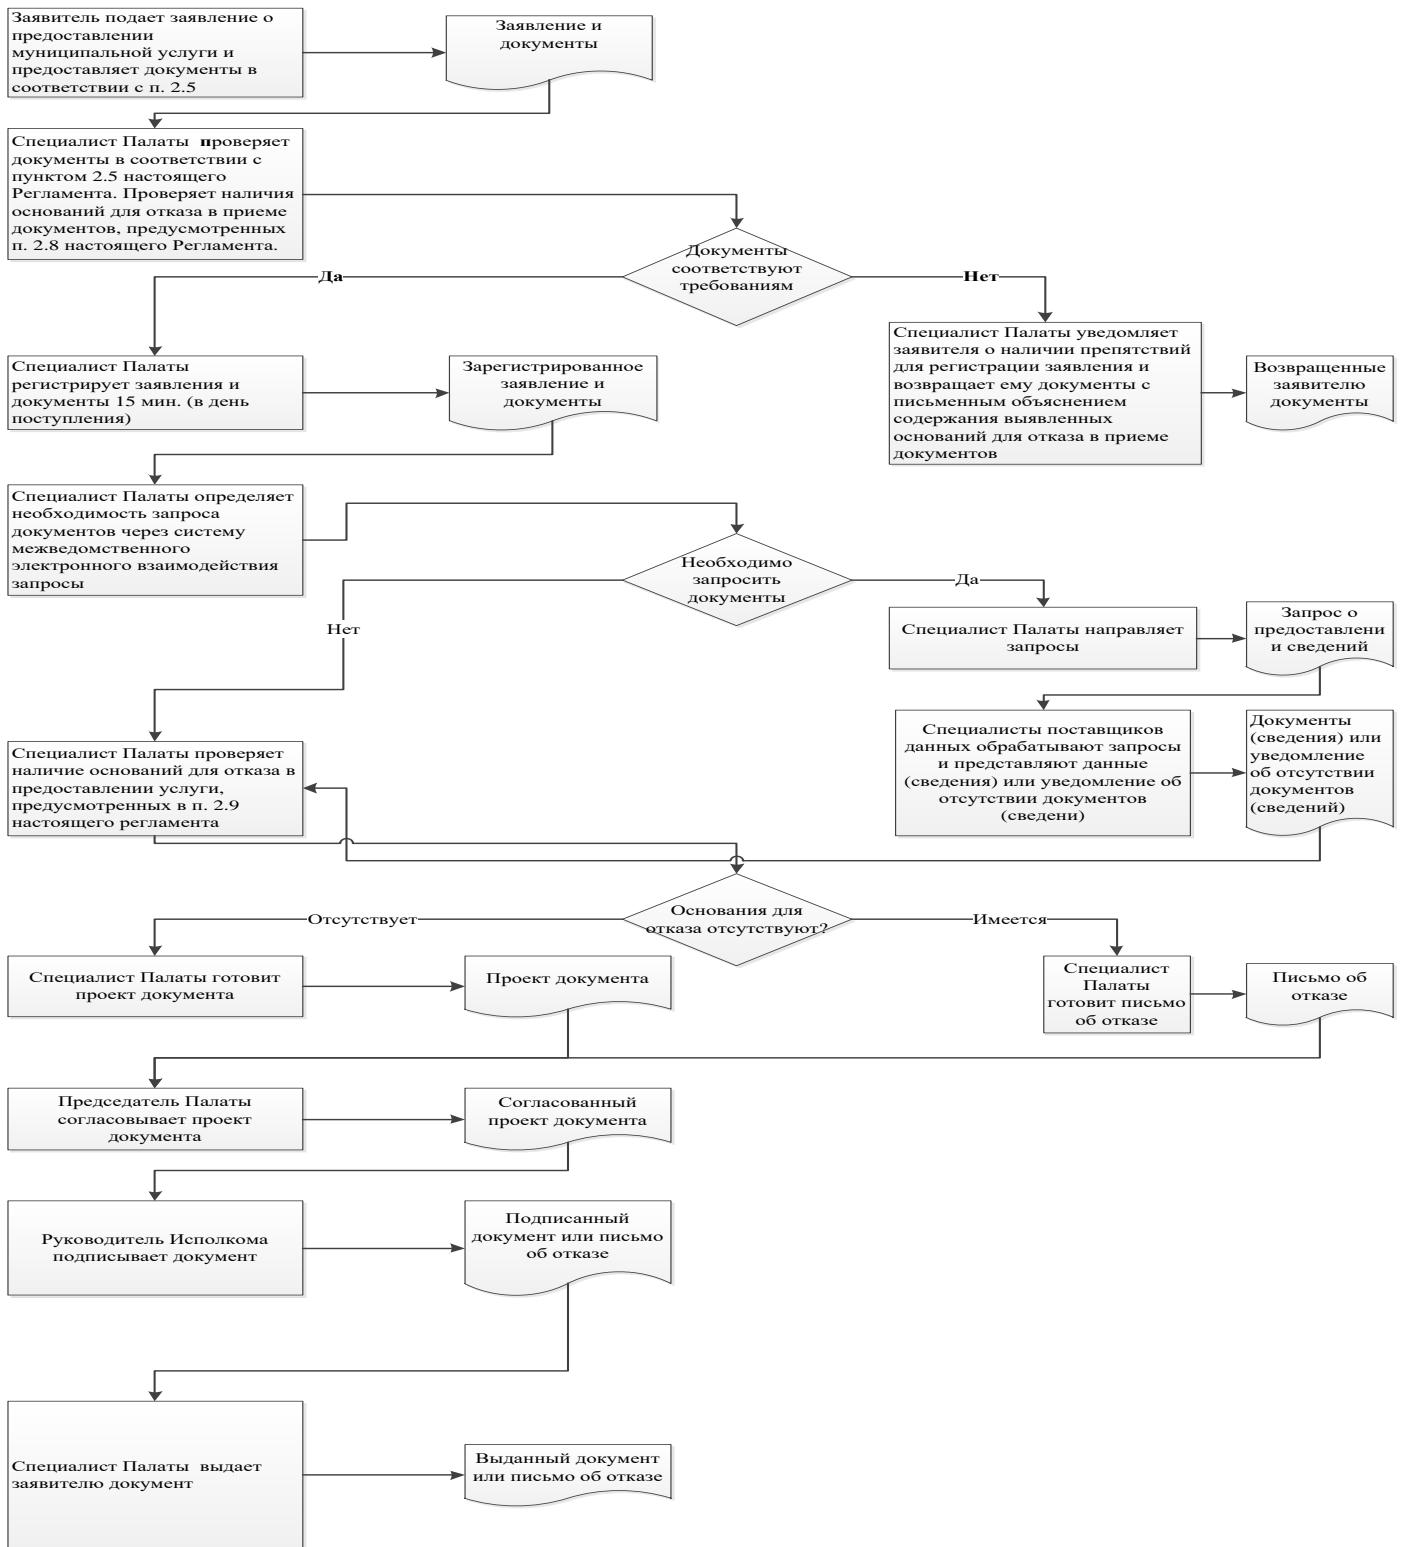 Заявитель подает заявление о
предоставлении
муниципальной услуги и
предоставляет документы в
соответствии с п. 2.5
Заявление и
документы
Специалист Палаты проверяет
документы в соответствии с
пунктом 2.5 настоящего
Регламента. Проверяет наличия
оснований для отказа в приеме
документов, предусмотренных
п. 2.8 настоящего Регламента.
Документы
соответствуют
требованиям
Да
Нет
Специалист Палаты
регистрирует заявления и
документы 15 мин. (в день
поступления)
Зарегистрированное
заявление и
документы
Специалист Палаты уведомляет
заявителя о наличии препятствий
для регистрации заявления и
возвращает ему документы с
письменным объяснением
содержания выявленных
оснований для отказа в приеме
документов
Возвращенные
заявителю
документы
Специалист Палаты определяет
необходимость запроса
документов через систему
межведомственного
электронного взаимодействия
запросы
Необходимо
запросить
документы
Да
Нет
Специалист Палаты направляет
запросы
Запрос о
предоставлени
и сведений
Специалисты поставщиков
данных обрабатывают запросы
и представляют данные
(сведения) или уведомление об
отсутствии документов
(сведени)
Документы
(сведения) или
уведомление
об отсутствии
документов
(сведений)
Специалист Палаты проверяет
наличие оснований для отказа в
предоставлении услуги,
предусмотренных в п. 2.9
настоящего регламента
Основания для
отказа отсутствуют?
Отсутствует
Имеется
Специалист Палаты готовит
проект документа
Проект документа
Специалист
Палаты
готовит письмо
об отказе
Письмо об
отказе
Председатель Палаты
согласовывает проект
документа
Согласованный
проект документа
Руководитель Исполкома
подписывает документ
Подписанный
документ или письмо
об отказе
Специалист Палаты выдает
заявителю документ
Выданный документ
или письмо об отказе